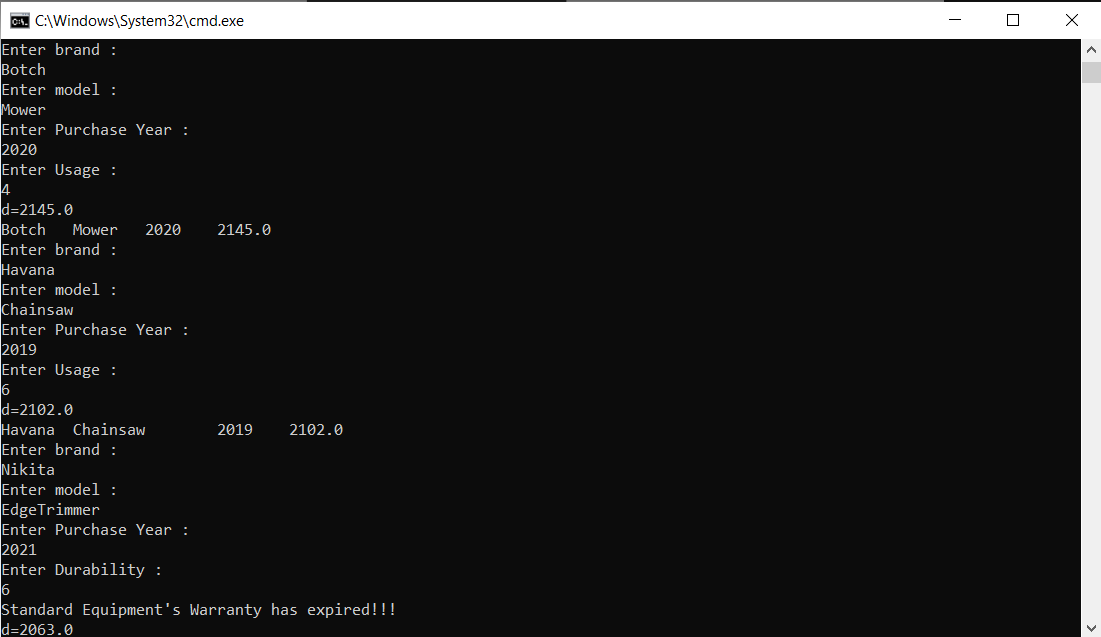 C:\Windows\System32\cmd.exe
Enter brand :
Botch
Enter model :
Mower
Enter Purchase Year :
2020
Enter Usage :
4
d=2145.0
Botch   Mower   2020    2145.0
Enter brand :
Havana
Enter model :
Chainsaw
Enter Purchase Year :
2019
Enter Usage :
6
d=2102.0
Havana  Chainsaw        2019    2102.0
Enter brand :
Nikita
Enter model :
EdgeTrimmer
Enter Purchase Year :
2021
Enter Durability :
6
Standard Equipment's Warranty has expired!!!
d=2063.0